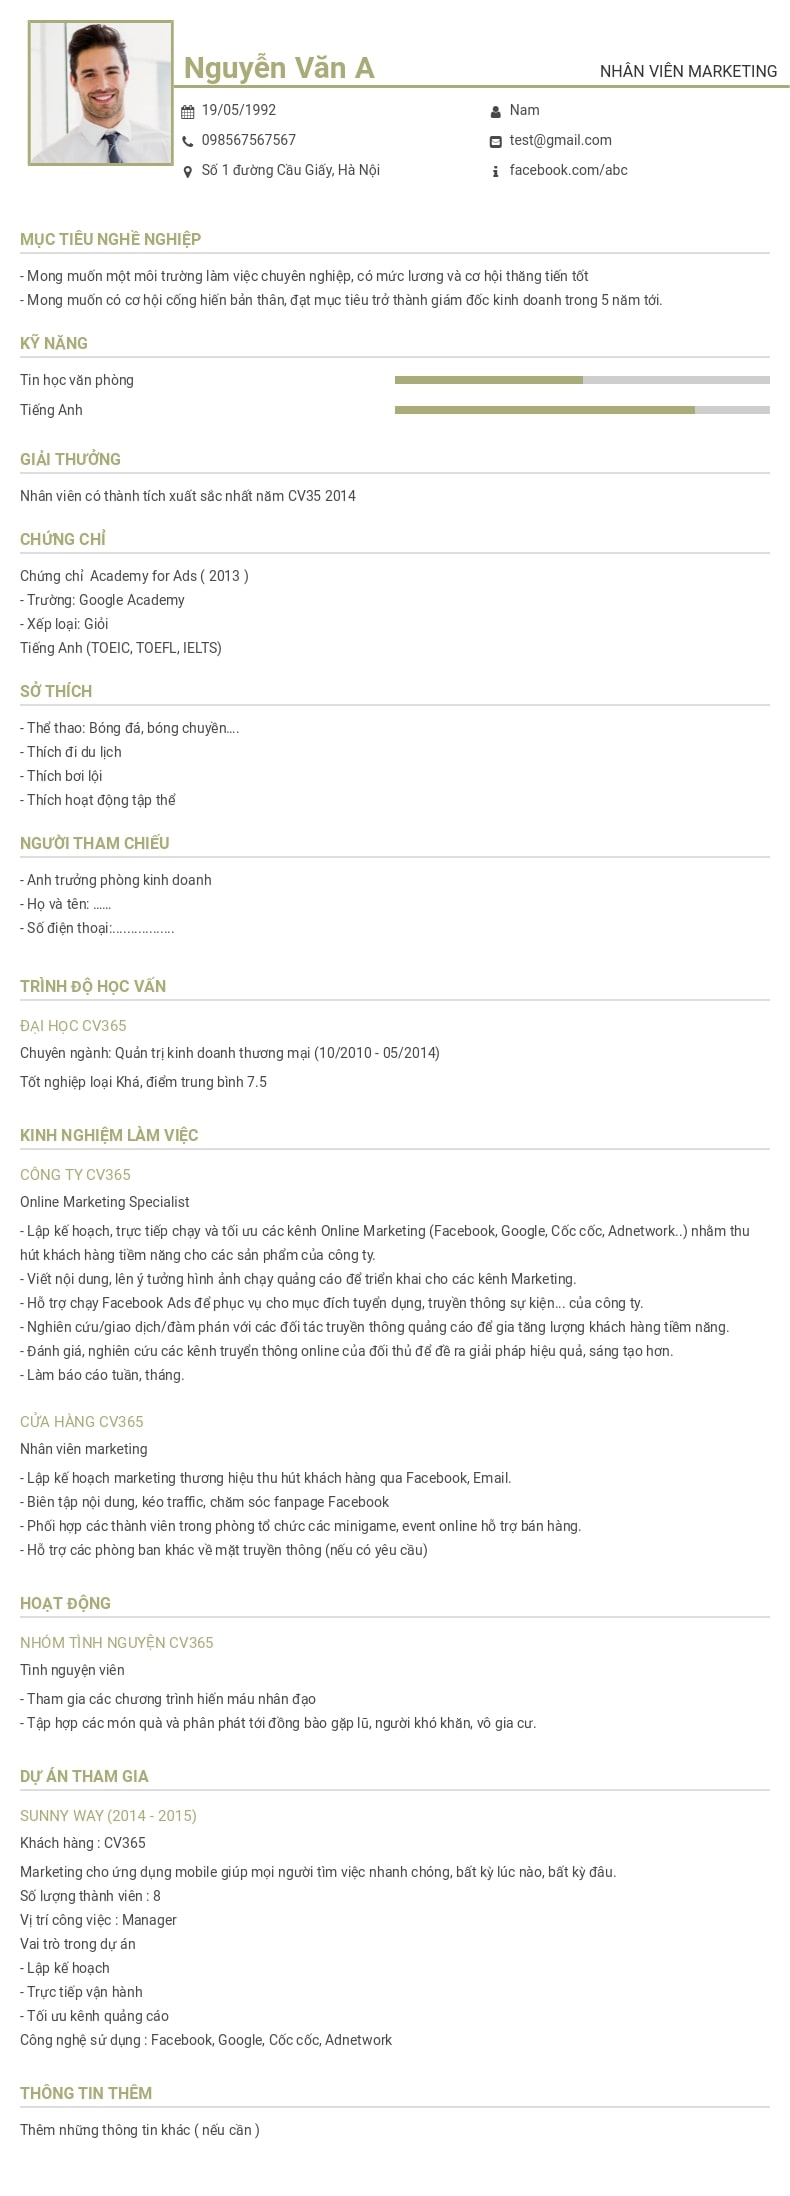 Nguyễn Văn A
NHÂN VIÊN MARKETING
19/05/1992
Nam
098567567567
test@gmail.com
Số 1 đường Cầu Giấy, Hà Nội
facebook.com/abc
MỤC TIÊU NGHỀ NGHIỆP
- Mong muốn một môi trường làm việc chuyên nghiệp, có mức lương và cơ hội thăng tiến tốt
- Mong muốn có cơ hội cống hiến bản thân, đạt mục tiêu trở thành giám đốc kinh doanh trong 5 năm tới.
KỸ NĂNG
Tin học văn phòng
Tiếng Anh
GIẢI THƯỞNG
Nhân viên có thành tích xuất sắc nhất năm CV35 2014
CHỨNG CHỈ
Chứng chỉ  Academy for Ads ( 2013 )
- Trường: Google Academy
- Xếp loại: Giỏi
Tiếng Anh (TOEIC, TOEFL, IELTS)
SỞ THÍCH
- Thể thao: Bóng đá, bóng chuyền....
- Thích đi du lịch
- Thích bơi lội
- Thích hoạt động tập thể
NGƯỜI THAM CHIẾU
- Anh trưởng phòng kinh doanh
- Họ và tên: ......
- Số điện thoại:.................
TRÌNH ĐỘ HỌC VẤN
ĐẠI HỌC CV365
Chuyên ngành: Quản trị kinh doanh thương mại (10/2010 - 05/2014)
Tốt nghiệp loại Khá, điểm trung bình 7.5
KINH NGHIỆM LÀM VIỆC
CÔNG TY CV365
Online Marketing Specialist
- Lập kế hoạch, trực tiếp chạy và tối ưu các kênh Online Marketing (Facebook, Google, Cốc cốc, Adnetwork..) nhằm thu
hút khách hàng tiềm năng cho các sản phẩm của công ty.
- Viết nội dung, lên ý tưởng hình ảnh chạy quảng cáo để triển khai cho các kênh Marketing.
- Hỗ trợ chạy Facebook Ads để phục vụ cho mục đích tuyển dụng, truyền thông sự kiện... của công ty.
- Nghiên cứu/giao dịch/đàm phán với các đối tác truyền thông quảng cáo để gia tăng lượng khách hàng tiềm năng.
- Đánh giá, nghiên cứu các kênh truyển thông online của đối thủ để đề ra giải pháp hiệu quả, sáng tạo hơn.
- Làm báo cáo tuần, tháng.
CỬA HÀNG CV365
Nhân viên marketing
- Lập kế hoạch marketing thương hiệu thu hút khách hàng qua Facebook, Email.
- Biên tập nội dung, kéo traffic, chăm sóc fanpage Facebook
- Phối hợp các thành viên trong phòng tổ chức các minigame, event online hỗ trợ bán hàng.
- Hỗ trợ các phòng ban khác về mặt truyền thông (nếu có yêu cầu)
HOẠT ĐỘNG
NHÓM TÌNH NGUYỆN CV365
Tình nguyện viên
- Tham gia các chương trình hiến máu nhân đạo
- Tập hợp các món quà và phân phát tới đồng bào gặp lũ, người khó khăn, vô gia cư.
DỰ ÁN THAM GIA
SUNNY WAY (2014 - 2015)
Khách hàng : CV365
Marketing cho ứng dụng mobile giúp mọi người tìm việc nhanh chóng, bất kỳ lúc nào, bất kỳ đâu.
Số lượng thành viên : 8
Vị trí công việc : Manager
Vai trò trong dự án
- Lập kế hoạch
- Trực tiếp vận hành
- Tối ưu kênh quảng cáo
Công nghệ sử dụng : Facebook, Google, Cốc cốc, Adnetwork
THÔNG TIN THÊM
Thêm những thông tin khác ( nếu cần )